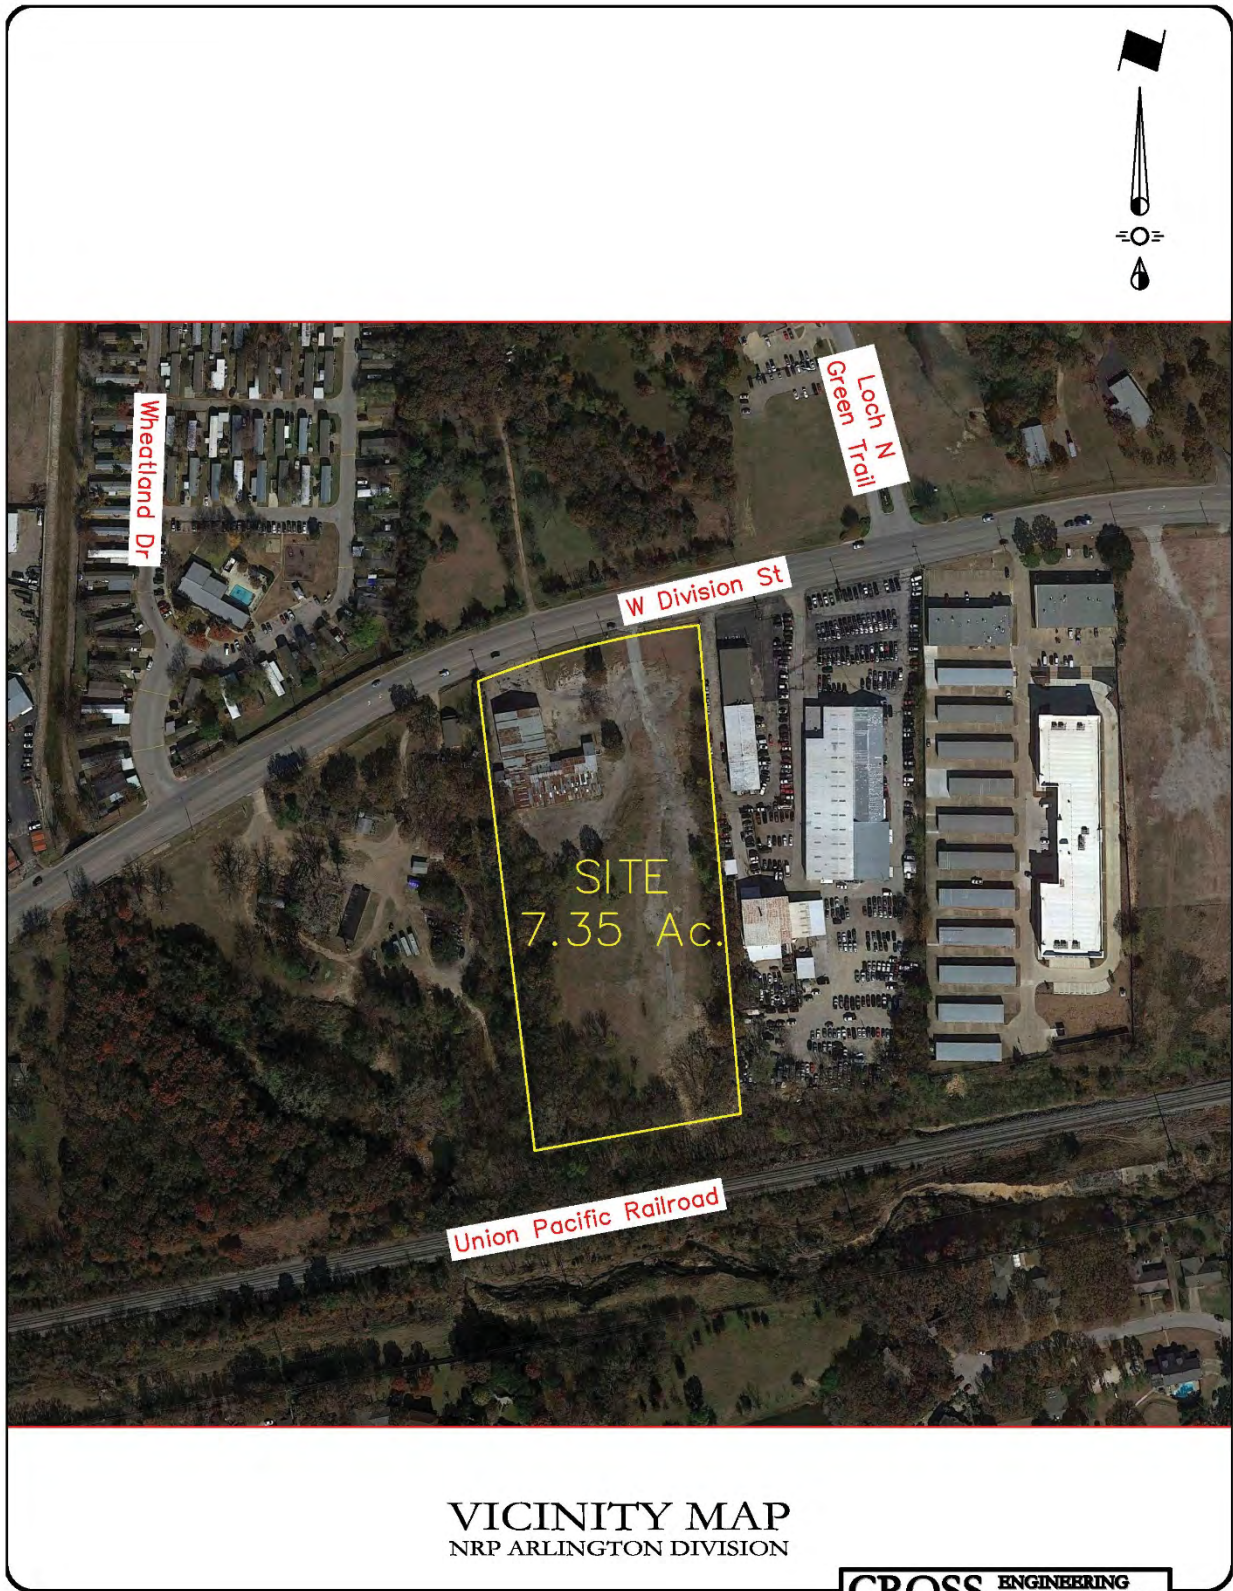 Loch N
Green Trail
Wheatland Dr
W Division St
SITE
7.35 Ac.
Union Pacific Railroad
VICINITY MAP
NRP ARLINGTON DIVISION
CROSS ENGINEERING